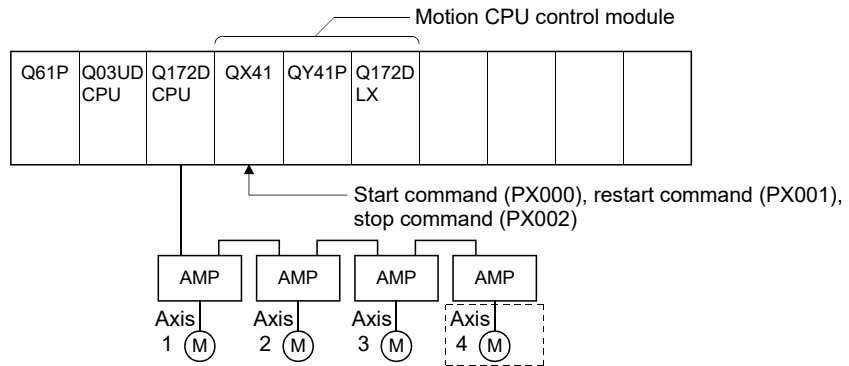 Motion CPU control module
Q61P
Q03UD
CPU
Q172D
CPU
QX41
QY41P
Q172D
LX
Start command (PX000), restart command (PX001),
stop command (PX002)
AMP
AMP
AMP
AMP
Axis
1
M
Axis
2
M
Axis
3
M
Axis
4
M